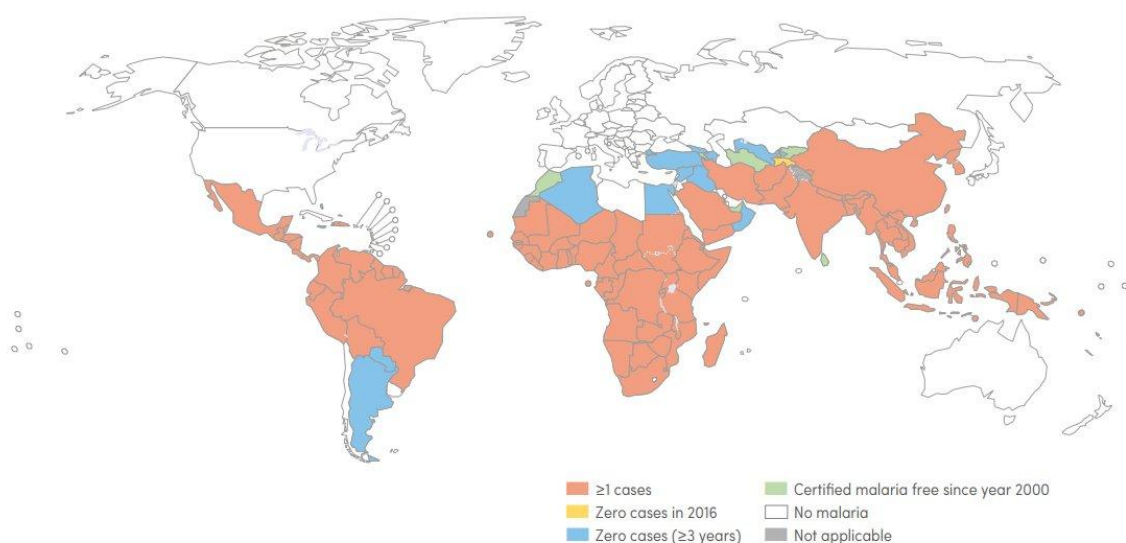 ≥1 cases
Zero cases in 2016
Zero cases (≥3 years)
Certified malaria free since year 2000
No malaria
Not applicable